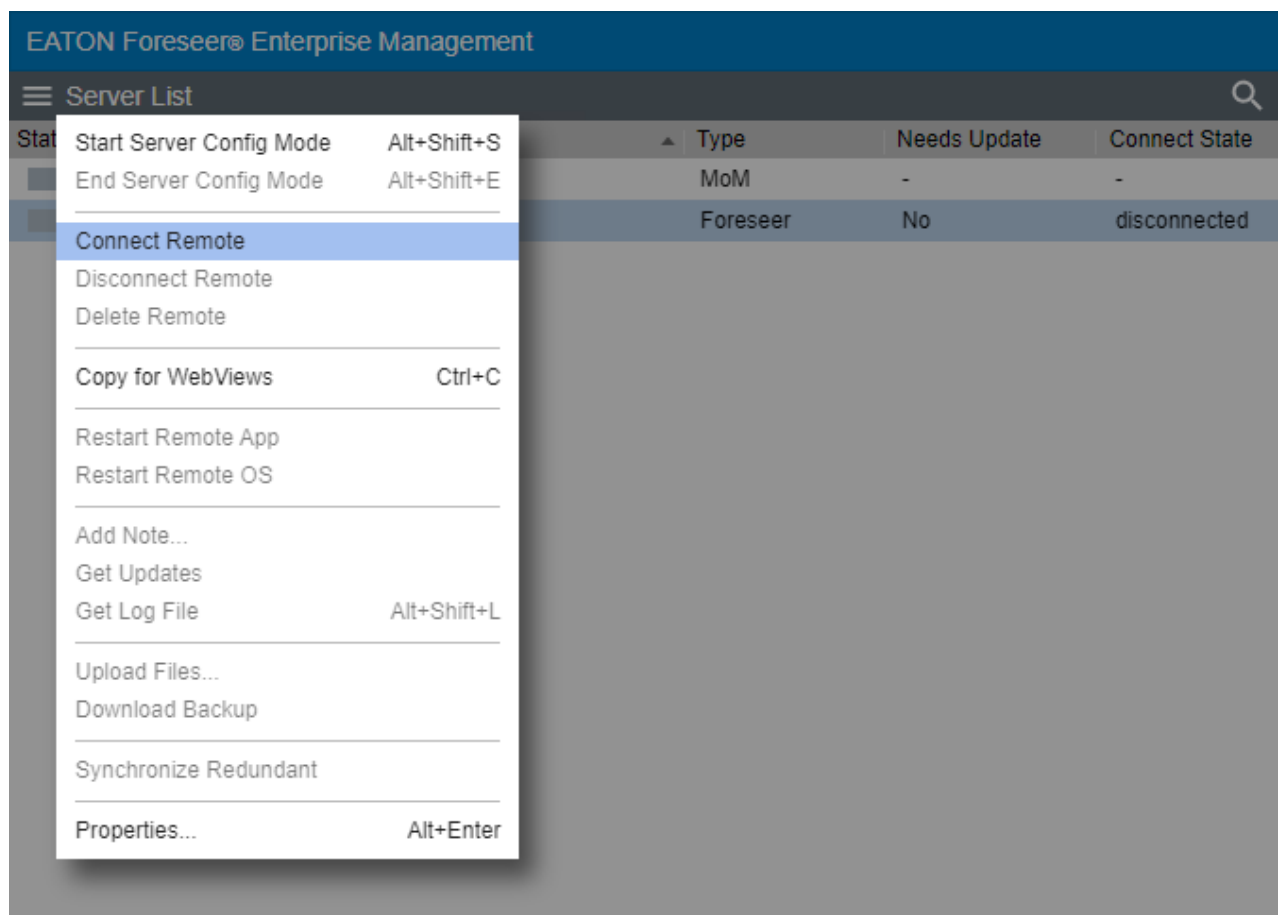 EATON Foreseer® Enterprise Management
Server List
Stat Type Needs Update Connect State
MoM - -
Foreseer No disconnected
Start Server Config Mode Alt+Shift+S
End Server Config Mode Alt+Shift+E
Connect Remote
Disconnect Remote
Delete Remote
Copy for WebViews Ctrl+C
Restart Remote App
Restart Remote OS
Add Note...
Get Updates
Get Log File Alt+Shift+L
Upload Files...
Download Backup
Synchronize Redundant
Properties... Alt+Enter